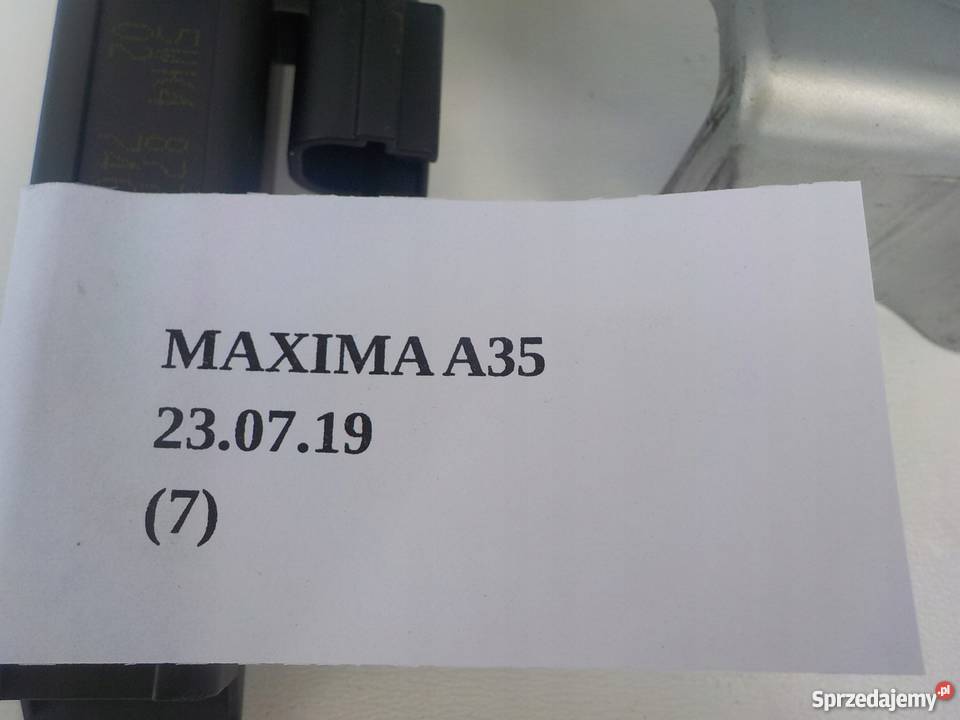 MAXIMA A35
23.07.19
(7)
Sprzedajemy.pl